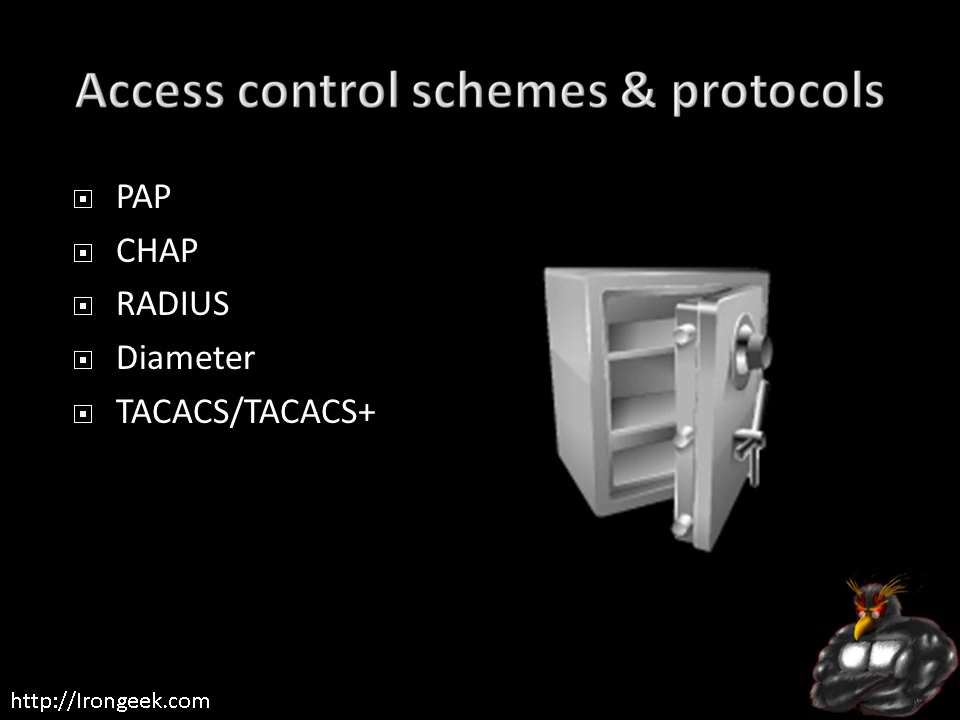 Access control schemes & protocols
PAP
CHAP
RADIUS
Diameter
TACACS/TACACS+
http://Irongeek.com